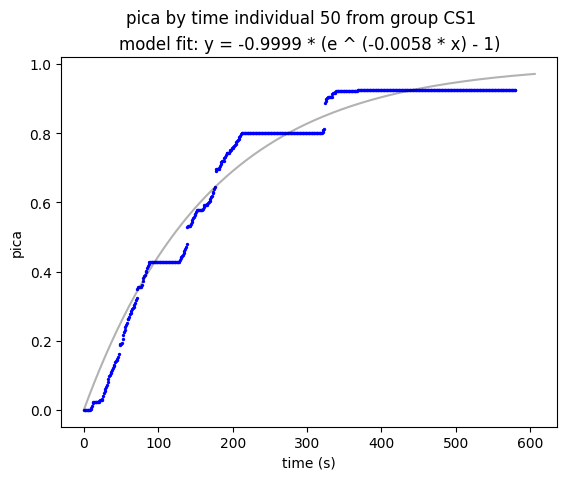 pica by time individual 50 from group CS1
model fit: y = -0.9999 * (e ^ (-0.0058 * x) - 1)
1.0
0.8
0.6
0.4
0.2
0.0
pica
0 100 200 300 400 500 600
time (s)